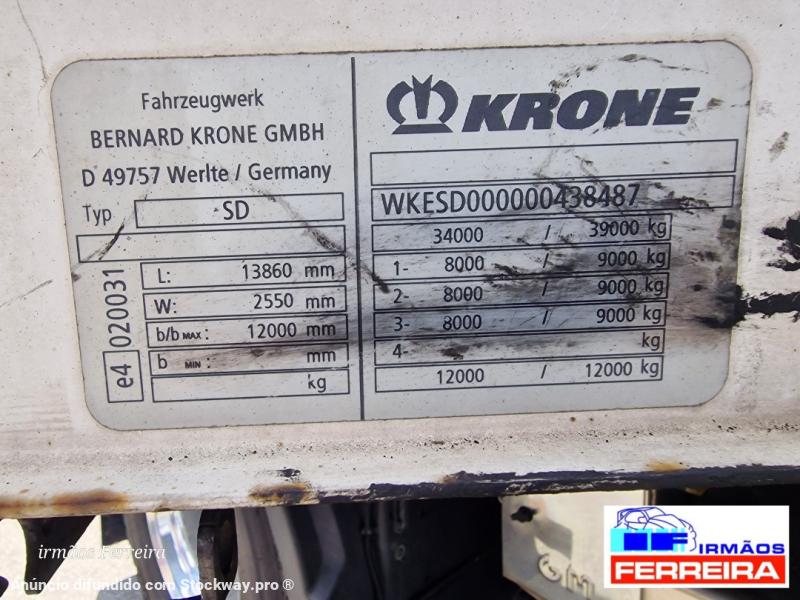 Fahrzeugwerk
BERNARD KRONE GMBH
D 49757 Werlte / Germany
Typ SD
e4 020031
L: 13860 mm
W: 2550 mm
b/b MAX: 12000 mm
b MIN: mm
kg
KRONE
WKESD000000438487
34000 / 39000 kg
1- 8000 / 9000 kg
2- 8000 / 9000 kg
3- 8000 / 9000 kg
4- kg
12000 / 12000 kg
irmãos Ferreira
Anúncio difundido com Stockway.pro ®
IF IRMÃOS
FERREIRA